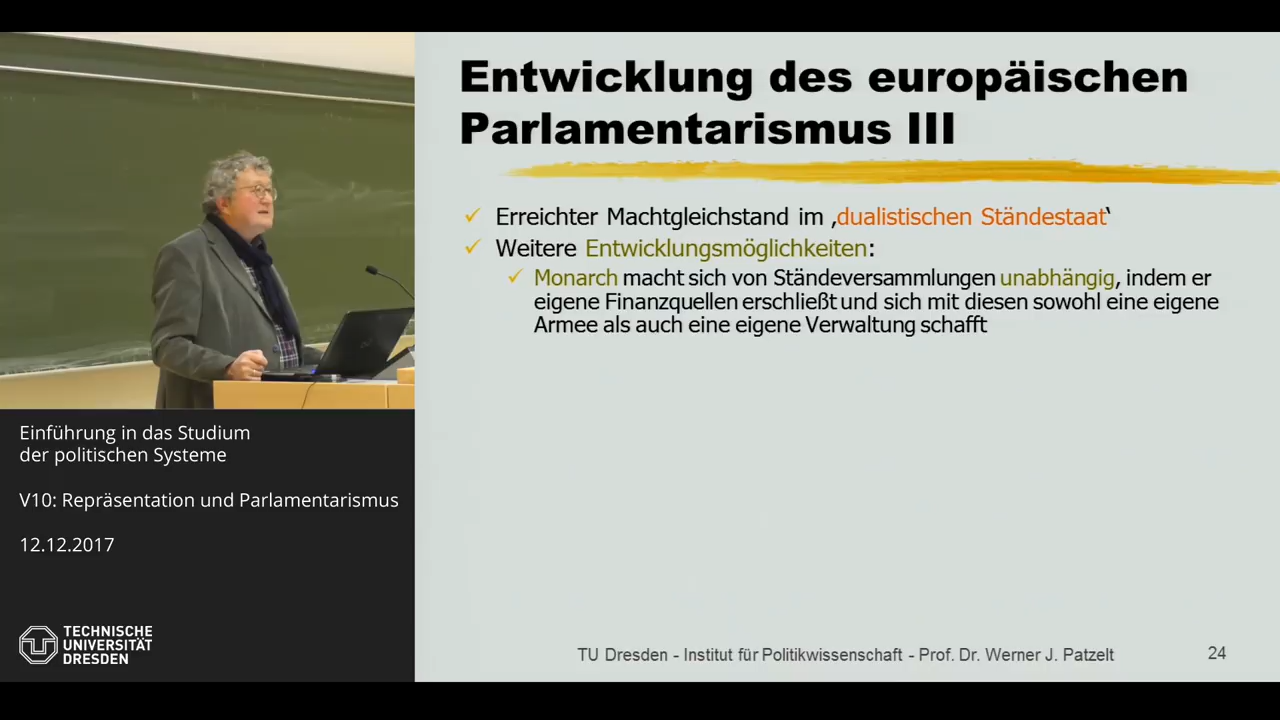 Entwicklung des europäischen
Parlamentarismus III
Erreichter Machtgleichstand im ‚dualistischen Ständestaat‘
Weitere Entwicklungsmöglichkeiten:
Monarch macht sich von Ständeversammlungen unabhängig, indem er
eigene Finanzquellen erschließt und sich mit diesen sowohl eine eigene
Armee als auch eine eigene Verwaltung schafft
Einführung in das Studium
der politischen Systeme
V10: Repräsentation und Parlamentarismus
12.12.2017
TECHNISCHE
UNIVERSITÄT
DRESDEN
TU Dresden - Institut für Politikwissenschaft - Prof. Dr. Werner J. Patzelt
24